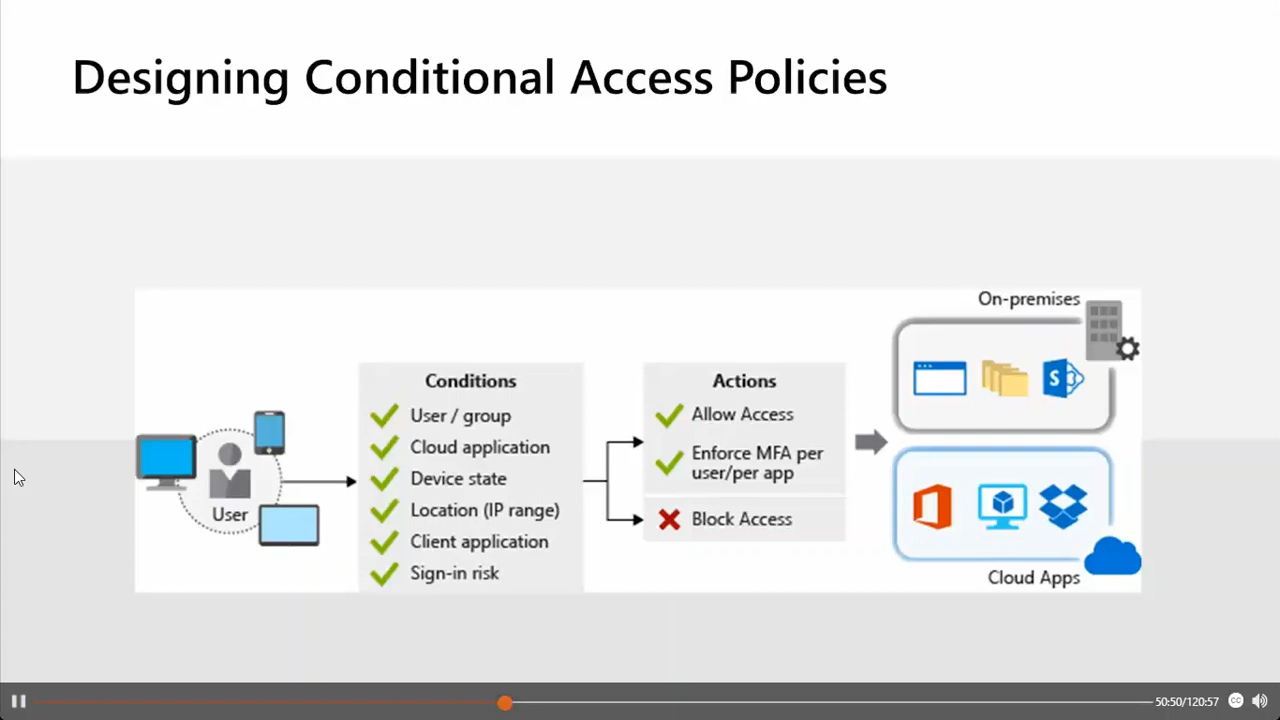 Designing Conditional Access Policies
User
Conditions
User / group
Cloud application
Device state
Location (IP range)
Client application
Sign-in risk
Actions
Allow Access
Enforce MFA per
user/per app
Block Access
On-premises
S
Cloud Apps
50:50/120:57
CC